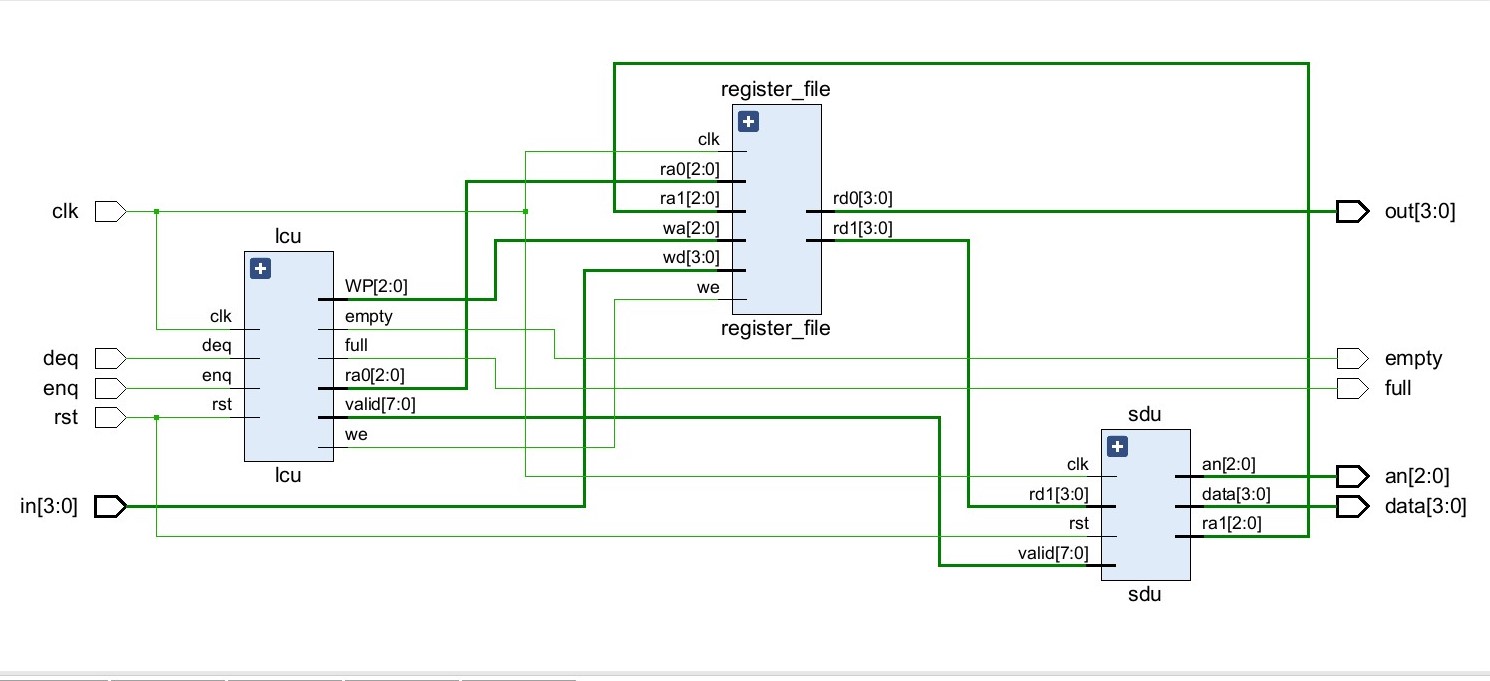 register_file
clk
ra0[2:0]
ra1[2:0]
wa[2:0]
wd[3:0]
we
rd0[3:0]
rd1[3:0]
register_file
clk
deq
enq
rst
in[3:0]
lcu
clk
deq
enq
rst
WP[2:0]
empty
full
ra0[2:0]
valid[7:0]
we
lcu
sdu
clk
rd1[3:0]
rst
valid[7:0]
an[2:0]
data[3:0]
ra1[2:0]
sdu
out[3:0]
empty
full
an[2:0]
data[3:0]